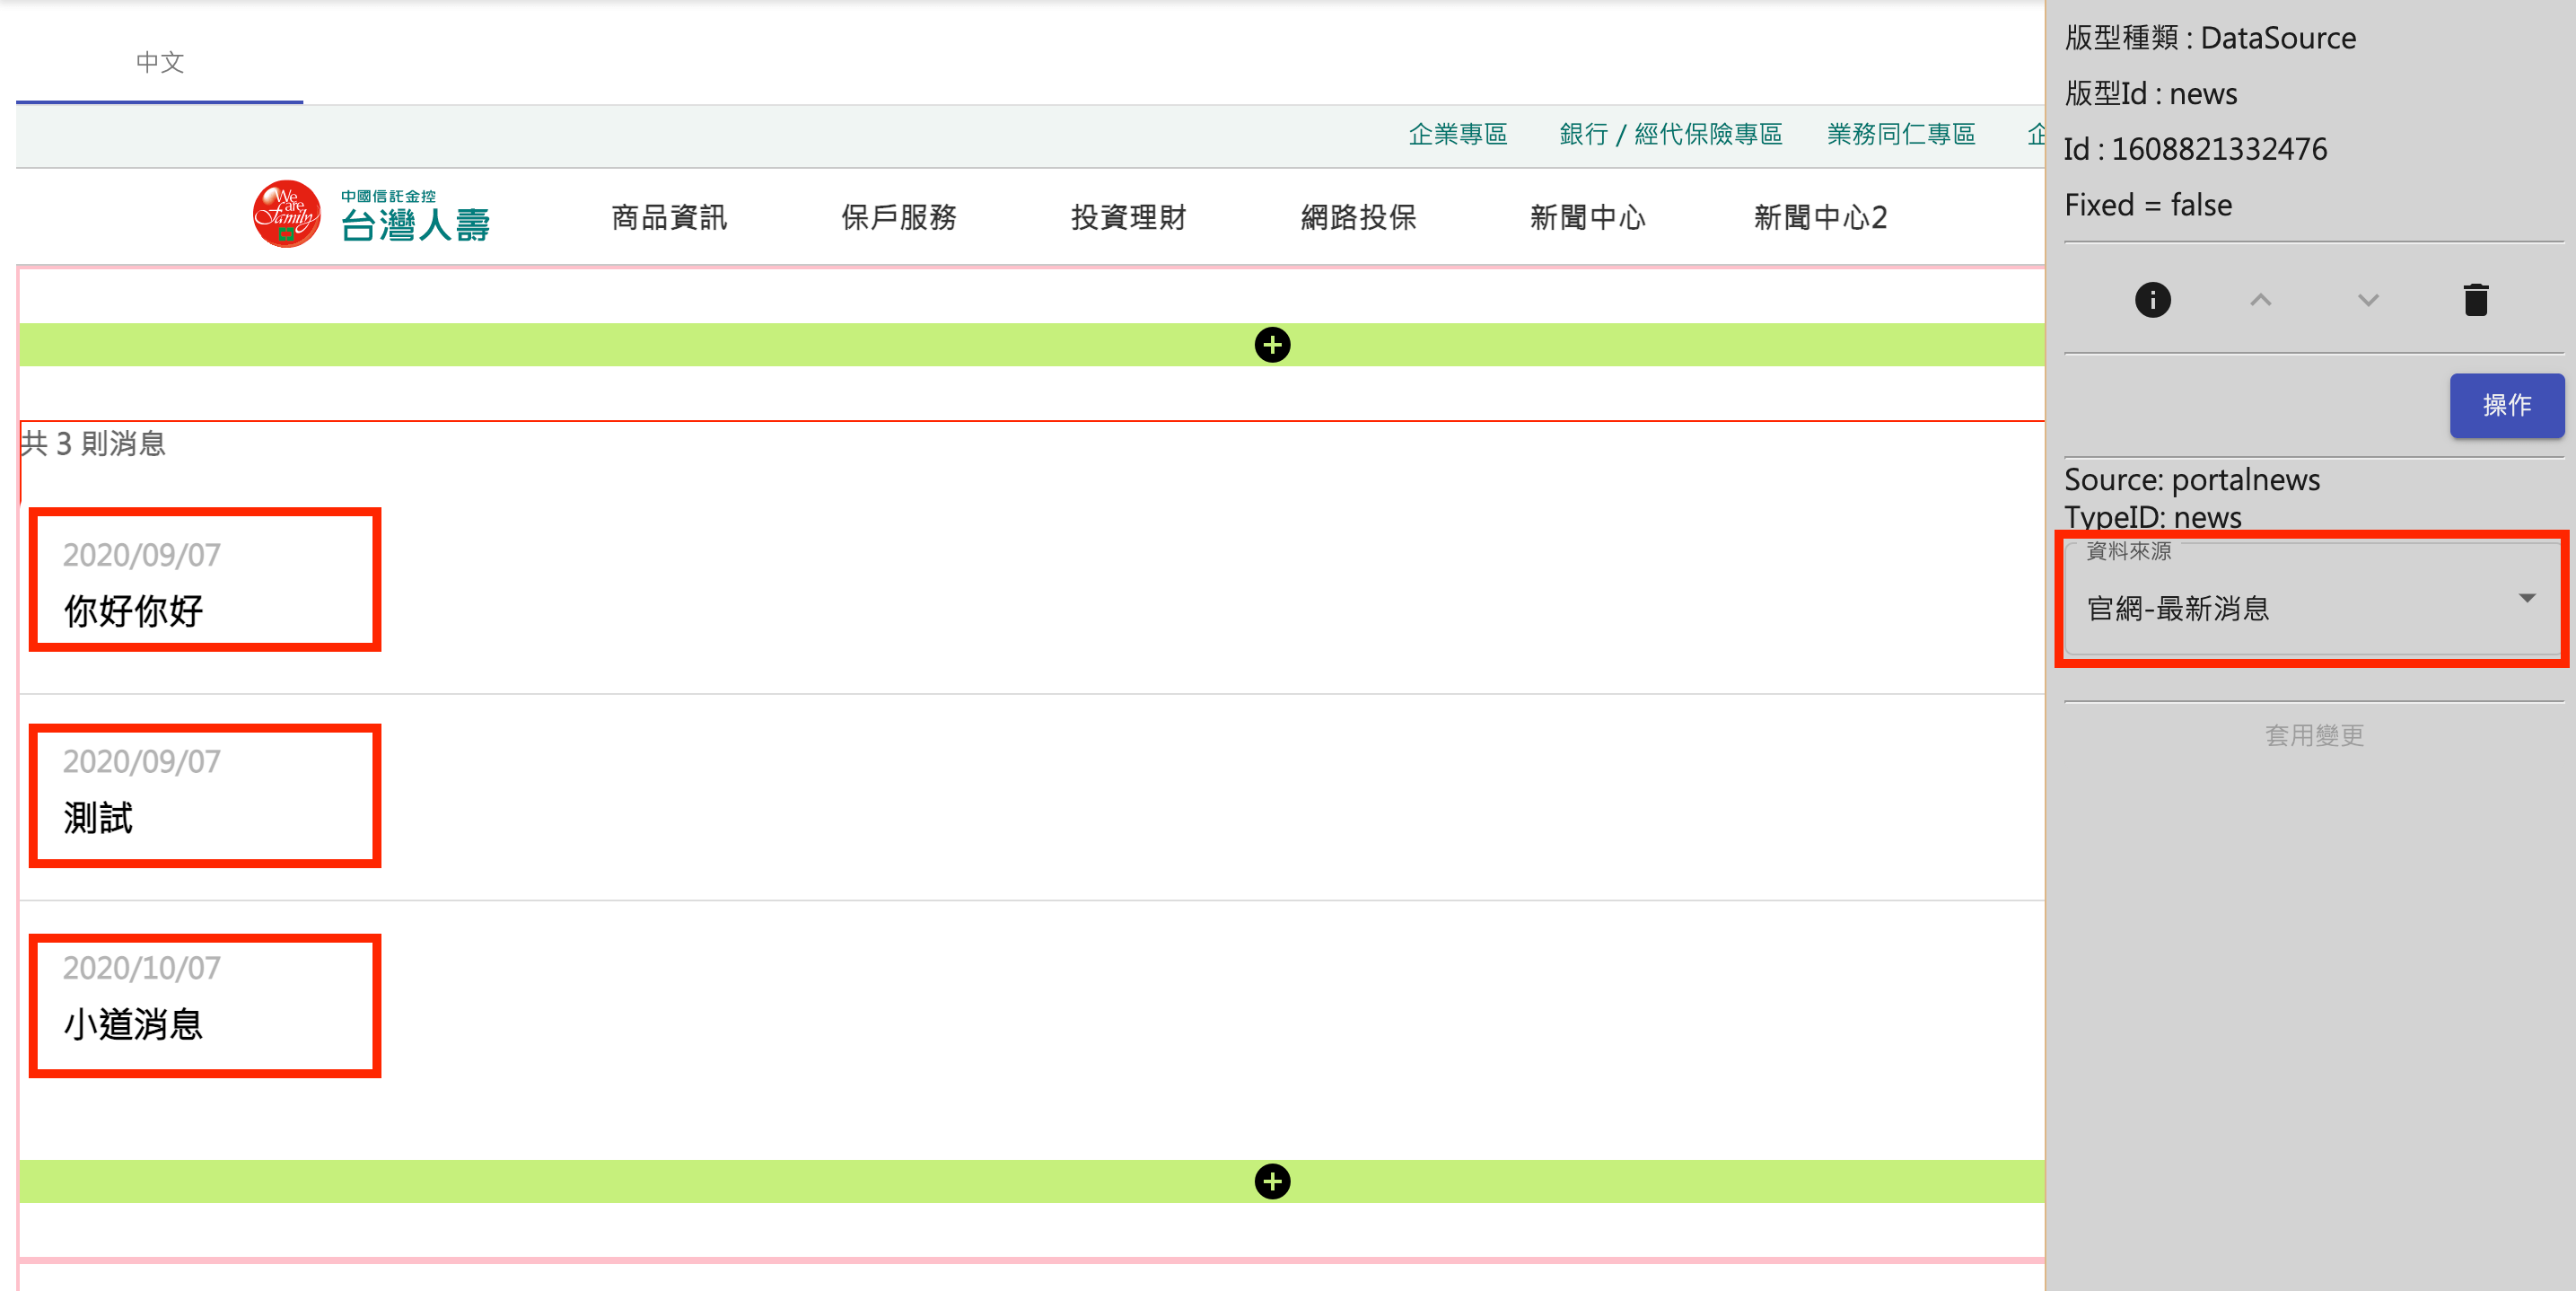 中文
企業專區 銀行 / 經代保險專區 業務同仁專區 企
We are Family 中國信託金控
台灣人壽
商品資訊 保戶服務 投資理財 網路投保 新聞中心 新聞中心2
共 3 則消息
2020/09/07
你好你好
2020/09/07
測試
2020/10/07
小道消息
版型種類 : DataSource
版型Id : news
Id : 1608821332476
Fixed = false
操作
Source: portalnews
TypeID: news
資料來源
官網-最新消息
套用變更